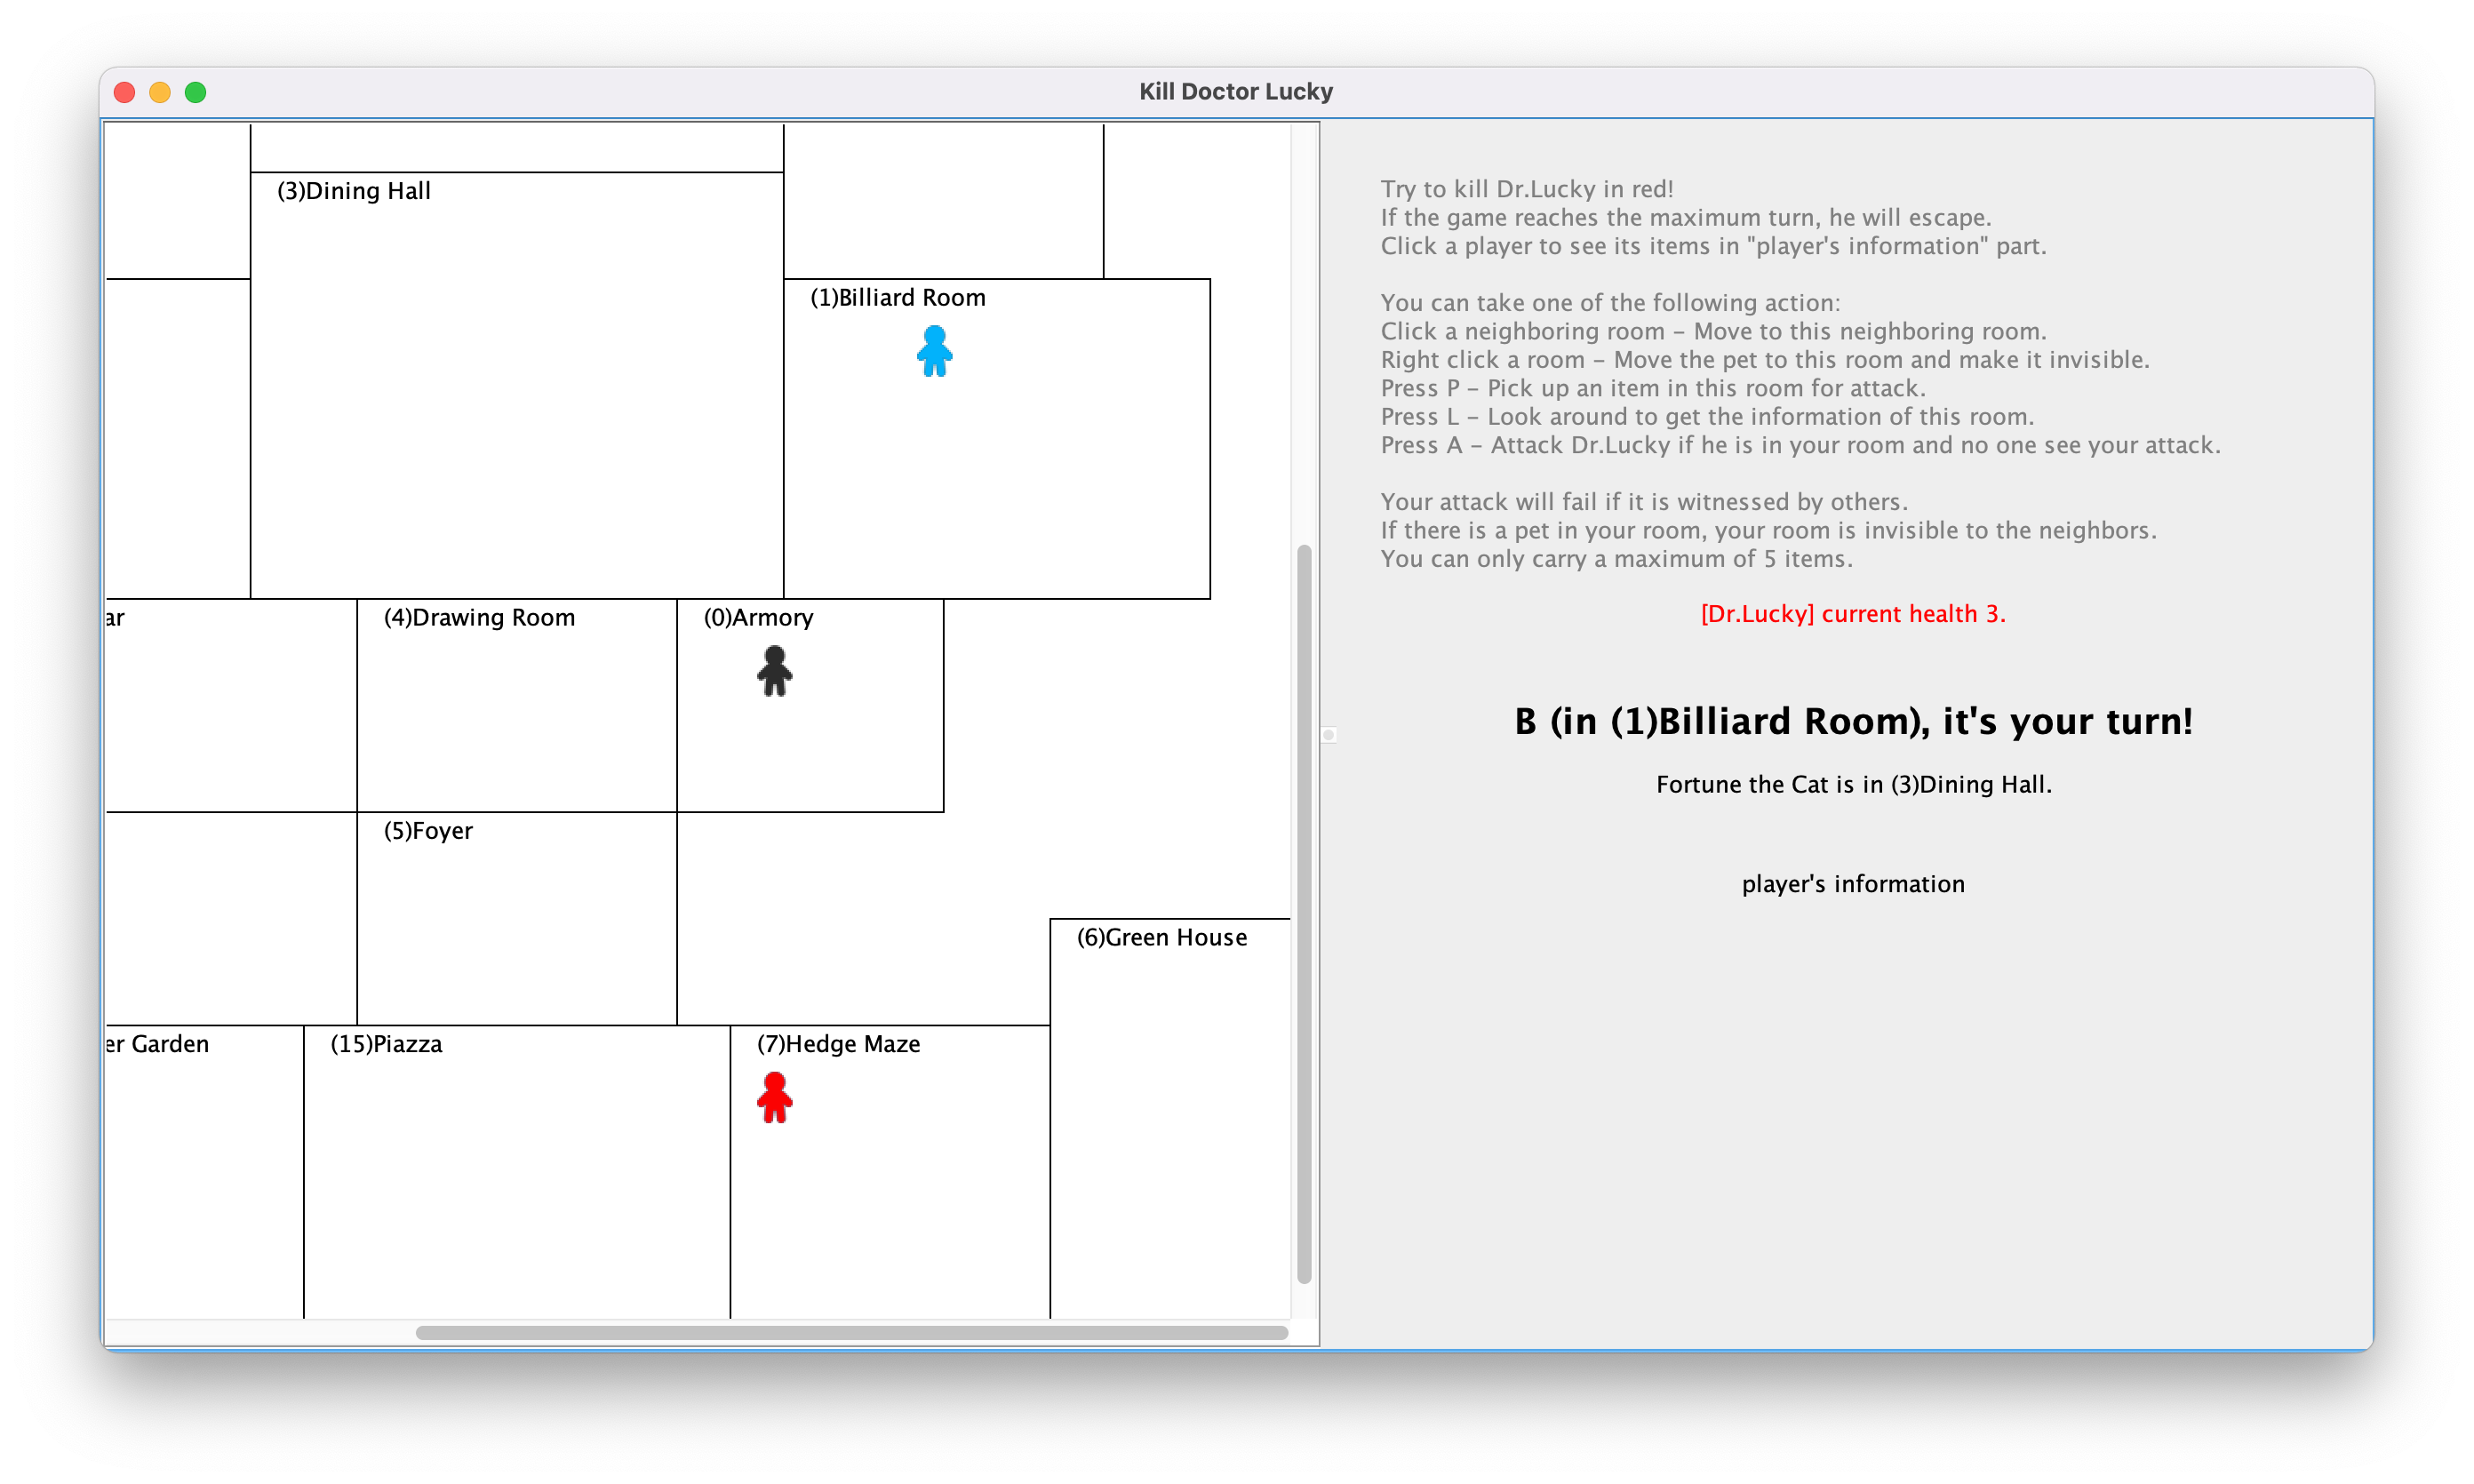 Kill Doctor Lucky
(3)Dining Hall
(1)Billiard Room
ar
(4)Drawing Room
(0)Armory
(5)Foyer
(6)Green House
er Garden
(15)Piazza
(7)Hedge Maze
Try to kill Dr.Lucky in red!
If the game reaches the maximum turn, he will escape.
Click a player to see its items in "player's information" part.
You can take one of the following action:
Click a neighboring room – Move to this neighboring room.
Right click a room – Move the pet to this room and make it invisible.
Press P – Pick up an item in this room for attack.
Press L – Look around to get the information of this room.
Press A – Attack Dr.Lucky if he is in your room and no one see your attack.
Your attack will fail if it is witnessed by others.
If there is a pet in your room, your room is invisible to the neighbors.
You can only carry a maximum of 5 items.
[Dr.Lucky] current health 3.
B (in (1)Billiard Room), it's your turn!
Fortune the Cat is in (3)Dining Hall.
player's information